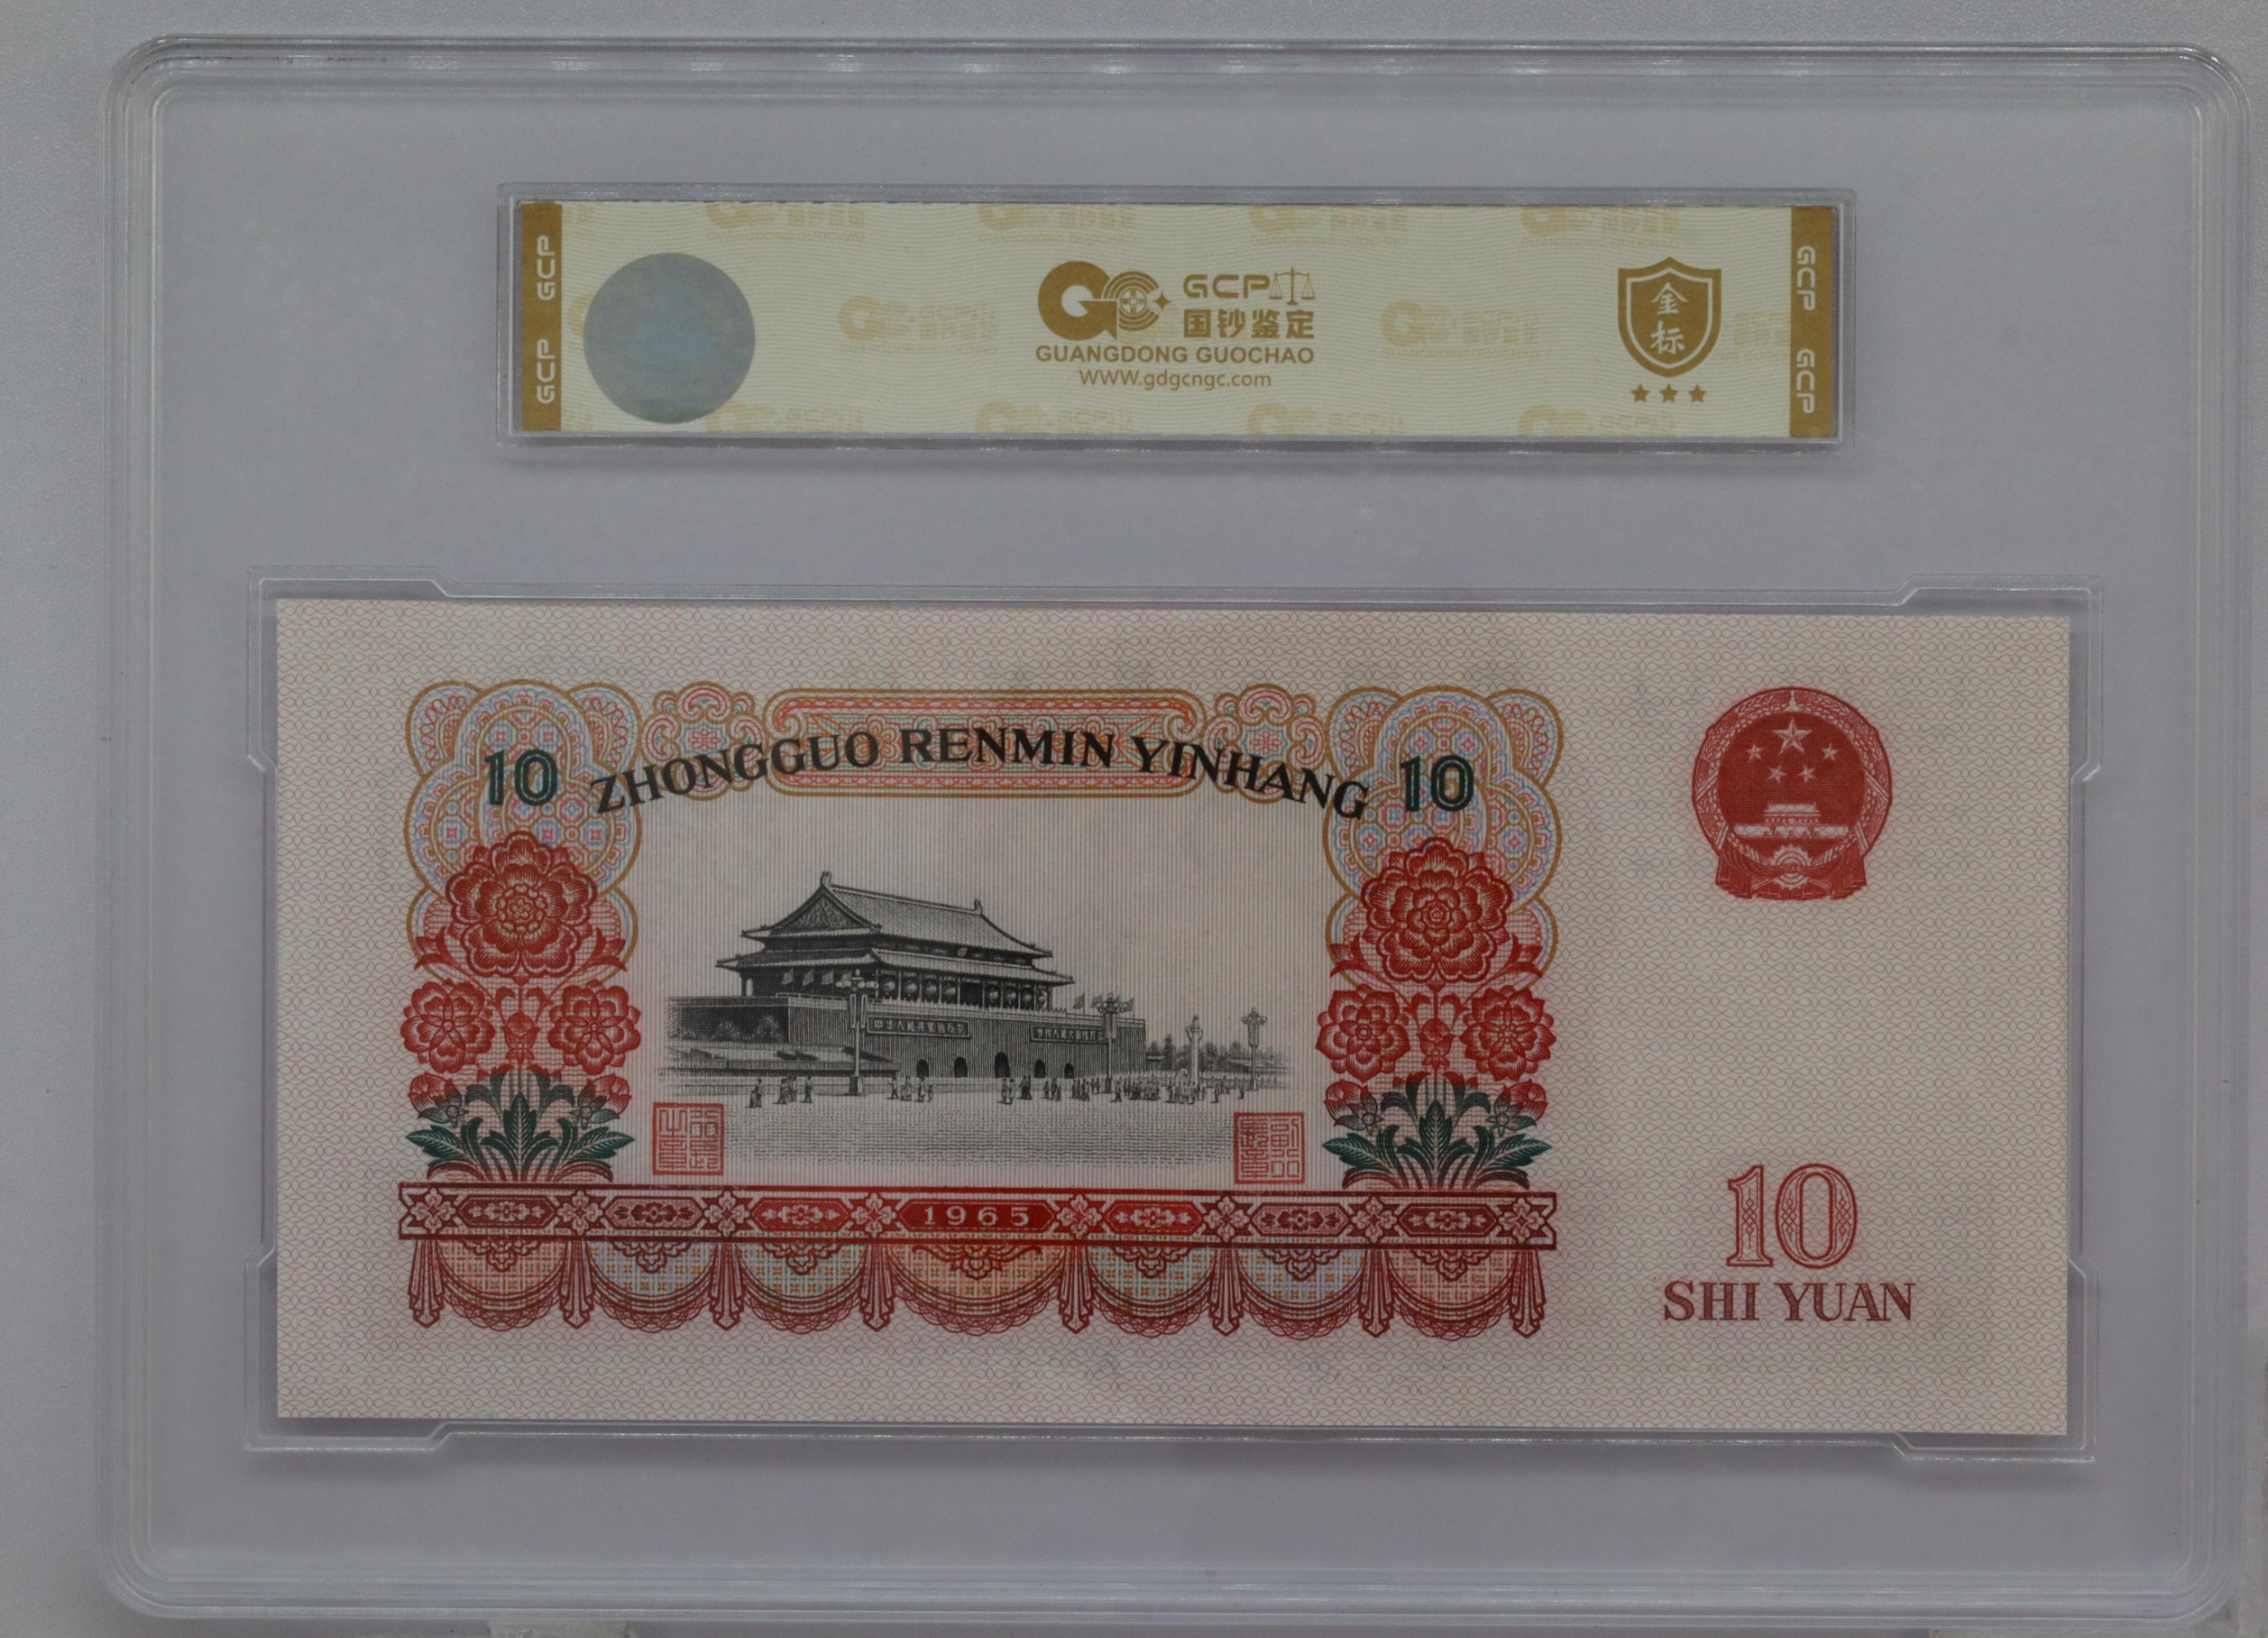 GCP GCP
GCP
国钞鉴定
GUANGDONG GUOCHAO
WWW.gdgcngc.com
金
标
GCP GCP
10 ZHONGGUO RENMIN YINHANG 10
1965
10
SHI YUAN